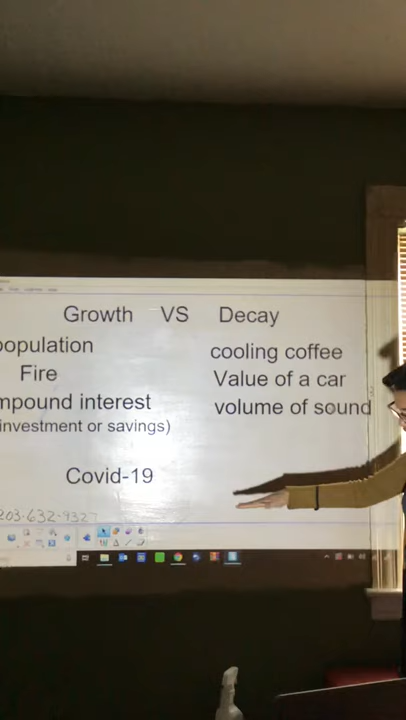 Growth VS Decay
population cooling coffee
Fire Value of a car
mpound interest volume of sound
investment or savings)
Covid-19
203-632-9327